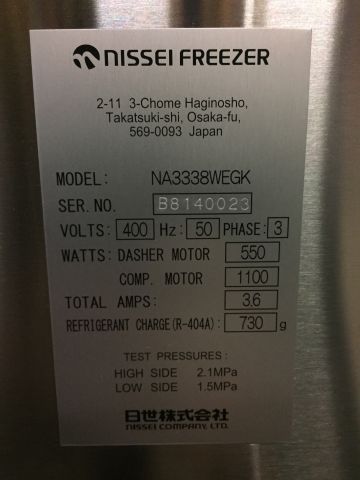 NISSEI FREEZER
2-11 3-Chome Haginosho,
Takatsuki-shi, Osaka-fu,
569-0093 Japan
MODEL: NA3338WEGK
SER.NO. B8140023
VOLTS: 400 Hz: 50 PHASE: 3
WATTS: DASHER MOTOR 550
COMP. MOTOR 1100
TOTAL AMPS: 3.6
REFRIGERANT CHARGE(R-404A): 730 g
TEST PRESSURES:
HIGH SIDE 2.1MPa
LOW SIDE 1.5MPa
日世株式会社
NISSEI COMPANY, LTD.